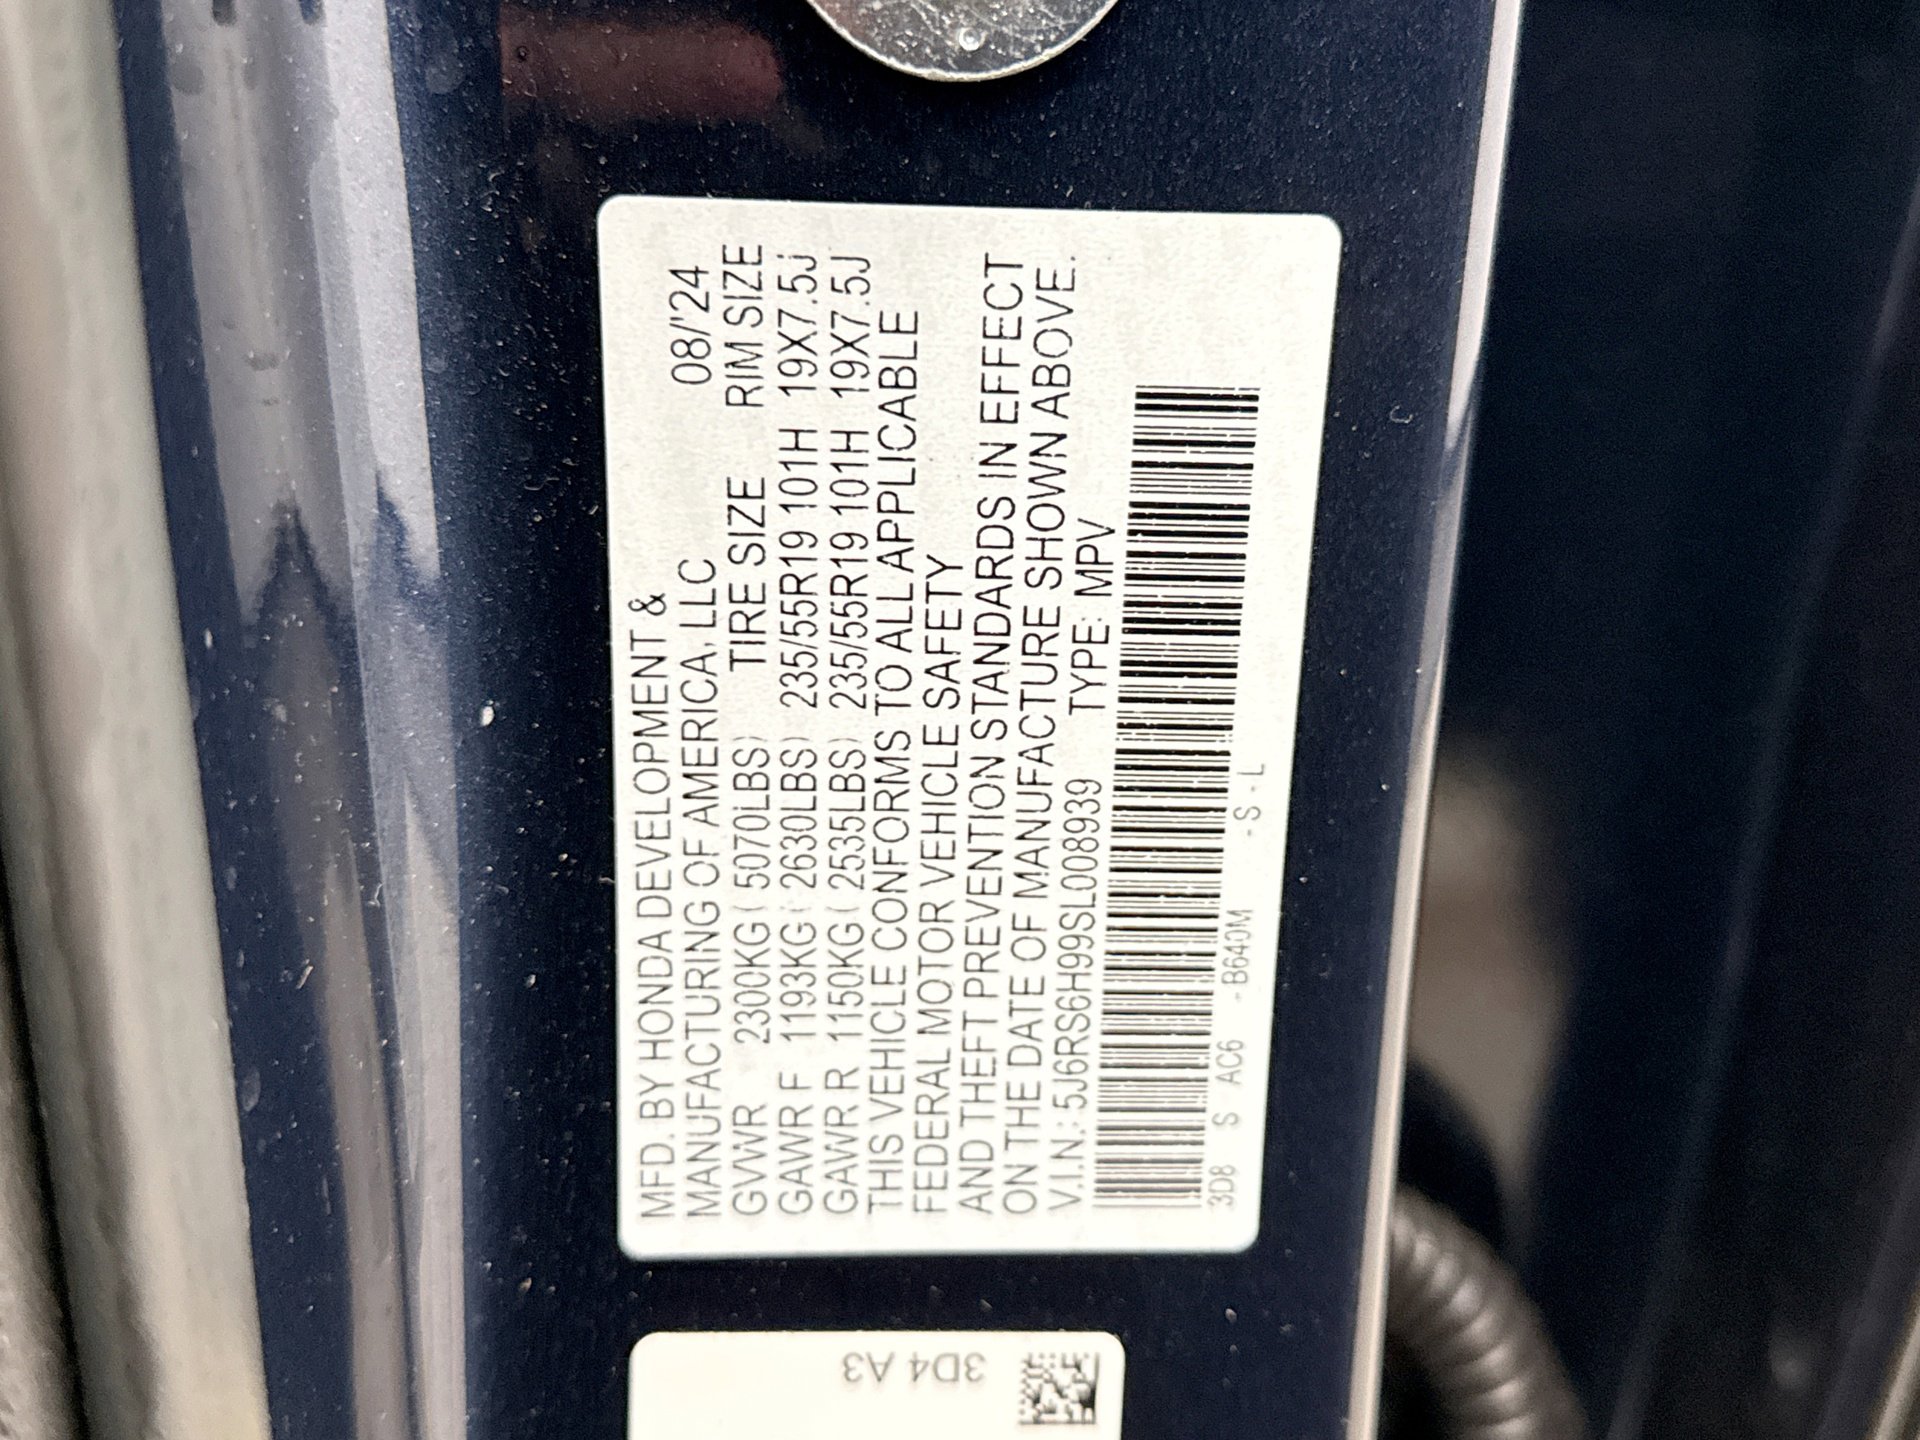 MFD. BY HONDA DEVELOPMENT &
MANUFACTURING OF AMERICA, LLC 08/'24
GVWR 2300KG ( 5070LBS) TIRE SIZE RIM SIZE
GAWR F 1193KG ( 2630LBS) 235/55R19 101H 19X7.5J
GAWR R 1150KG ( 2535LBS) 235/55R19 101H 19X7.5J
THIS VEHICLE CONFORMS TO ALL APPLICABLE
FEDERAL MOTOR VEHICLE SAFETY
AND THEFT PREVENTION STANDARDS IN EFFECT
ON THE DATE OF MANUFACTURE SHOWN ABOVE.
V.I.N.: 5J6RS6H99SL008939 TYPE: MPV
3D8 S AC6 -B640M -S-L
3D4 A3